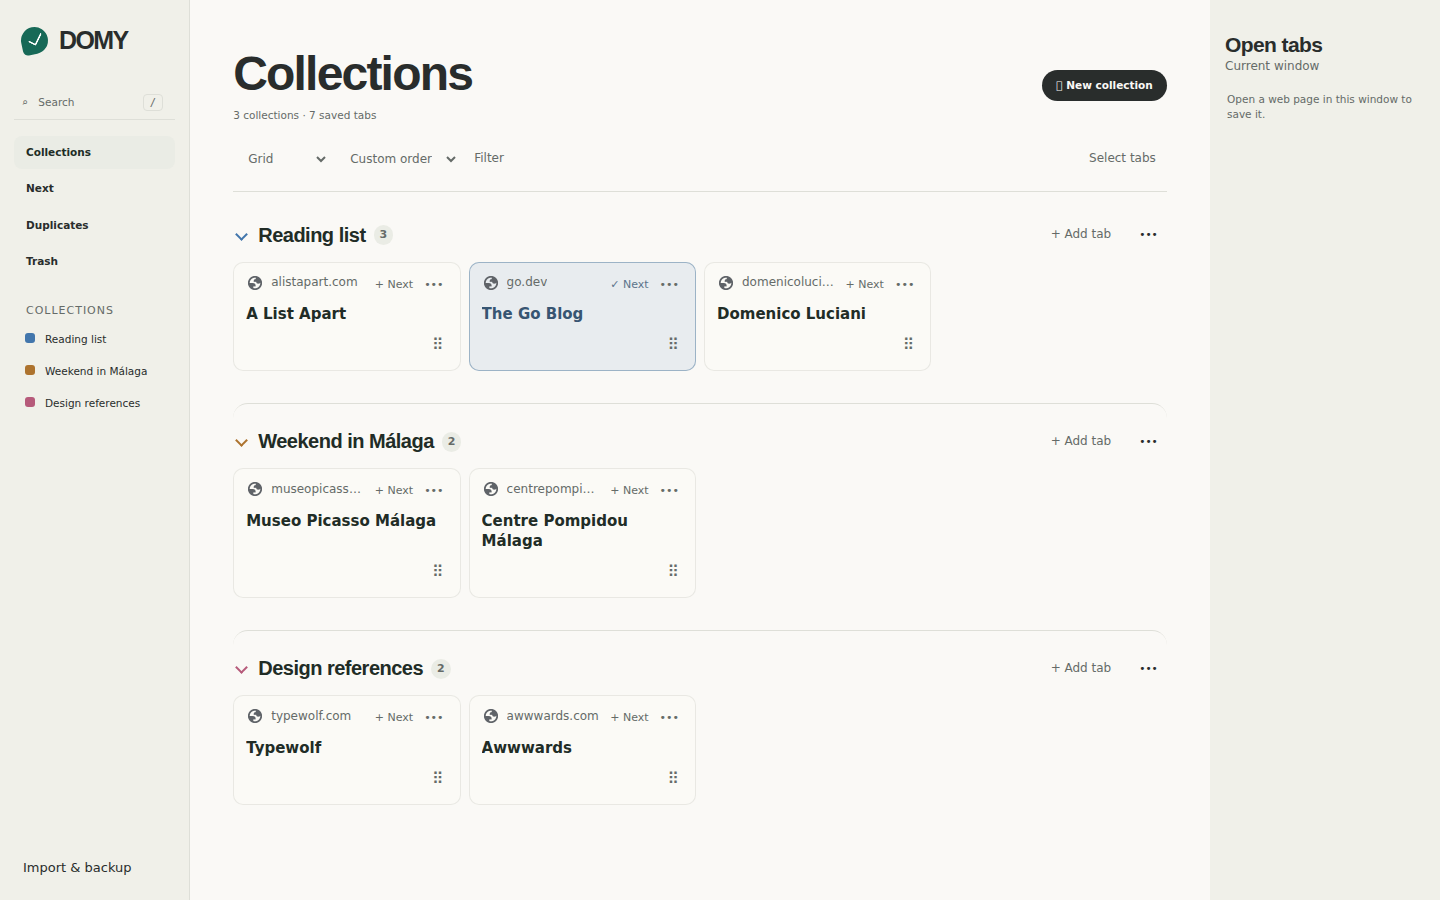 DOMY
Search /
Collections
Next
Duplicates
Trash
COLLECTIONS
Reading list
Weekend in Málaga
Design references
Import & backup
Collections
3 collections · 7 saved tabs
New collection
Grid Custom order Filter Select tabs
Reading list 3 + Add tab •••
alistapart.com + Next •••
A List Apart
go.dev ✓ Next •••
The Go Blog
domenicoluci… + Next •••
Domenico Luciani
Weekend in Málaga 2 + Add tab •••
museopicass… + Next •••
Museo Picasso Málaga
centrepompi… + Next •••
Centre Pompidou
Málaga
Design references 2 + Add tab •••
typewolf.com + Next •••
Typewolf
awwwards.com + Next •••
Awwwards
Open tabs
Current window
Open a web page in this window to
save it.